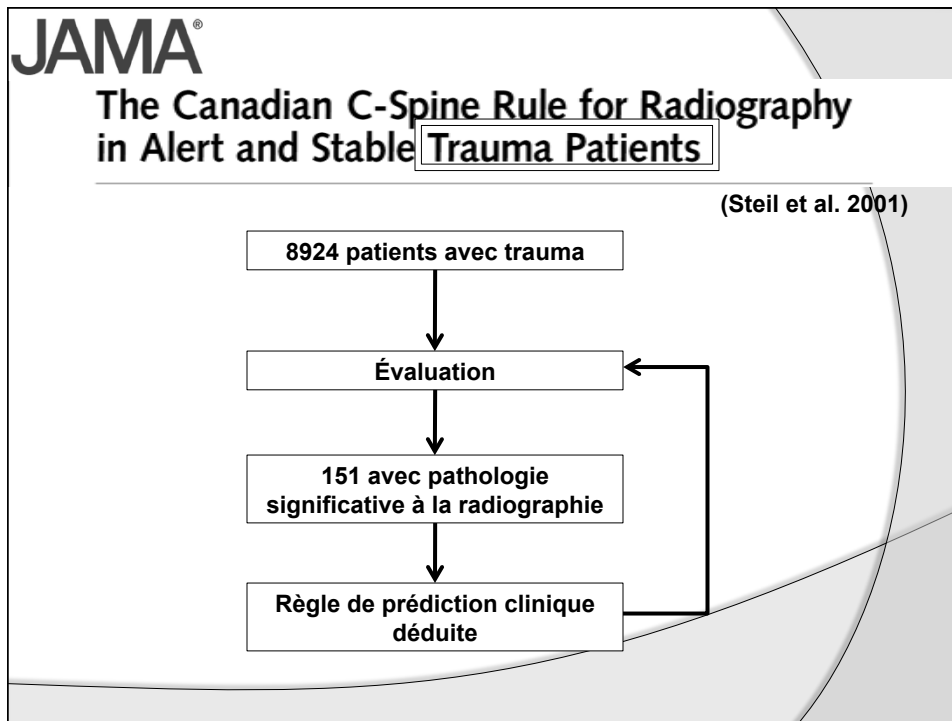 JAMA®
The Canadian C-Spine Rule for Radiography
in Alert and Stable Trauma Patients
(Steil et al. 2001)
8924 patients avec trauma
Évaluation
151 avec pathologie
significative à la radiographie
Règle de prédiction clinique
déduite